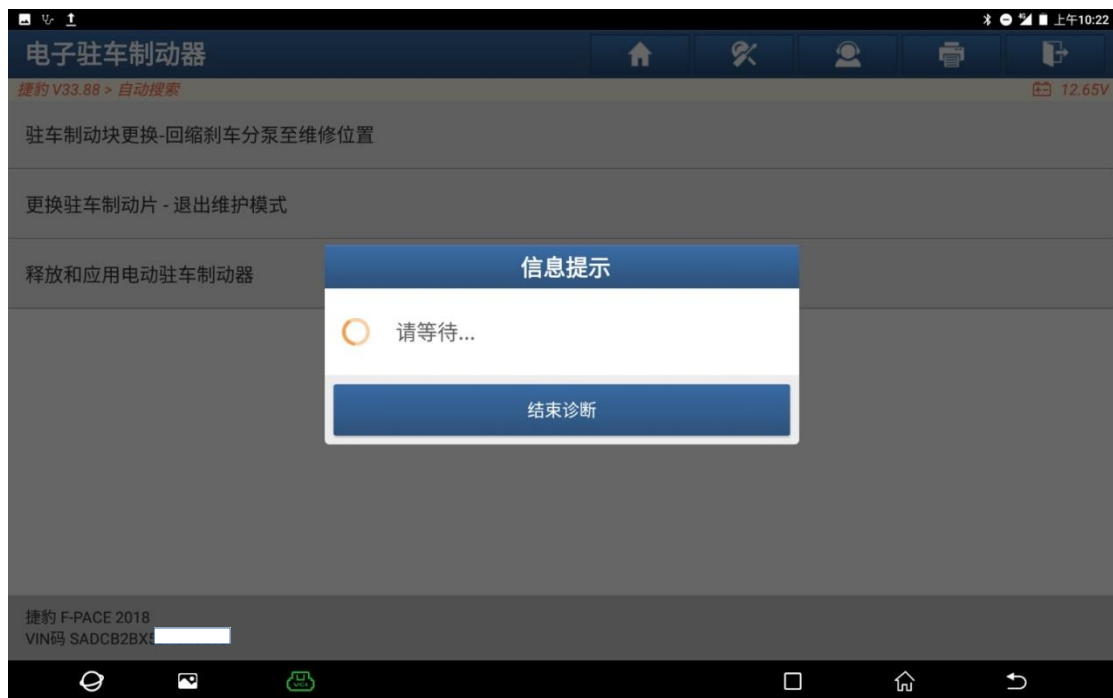 上午10:22
电子驻车制动器
捷豹 V33.88 > 自动搜索
12.65V
驻车制动块更换-回缩刹车分泵至维修位置
更换驻车制动片 - 退出维护模式
释放和应用电动驻车制动器
信息提示
请等待...
结束诊断
捷豹 F-PACE 2018
VIN码 SADCB2BX5
VCI